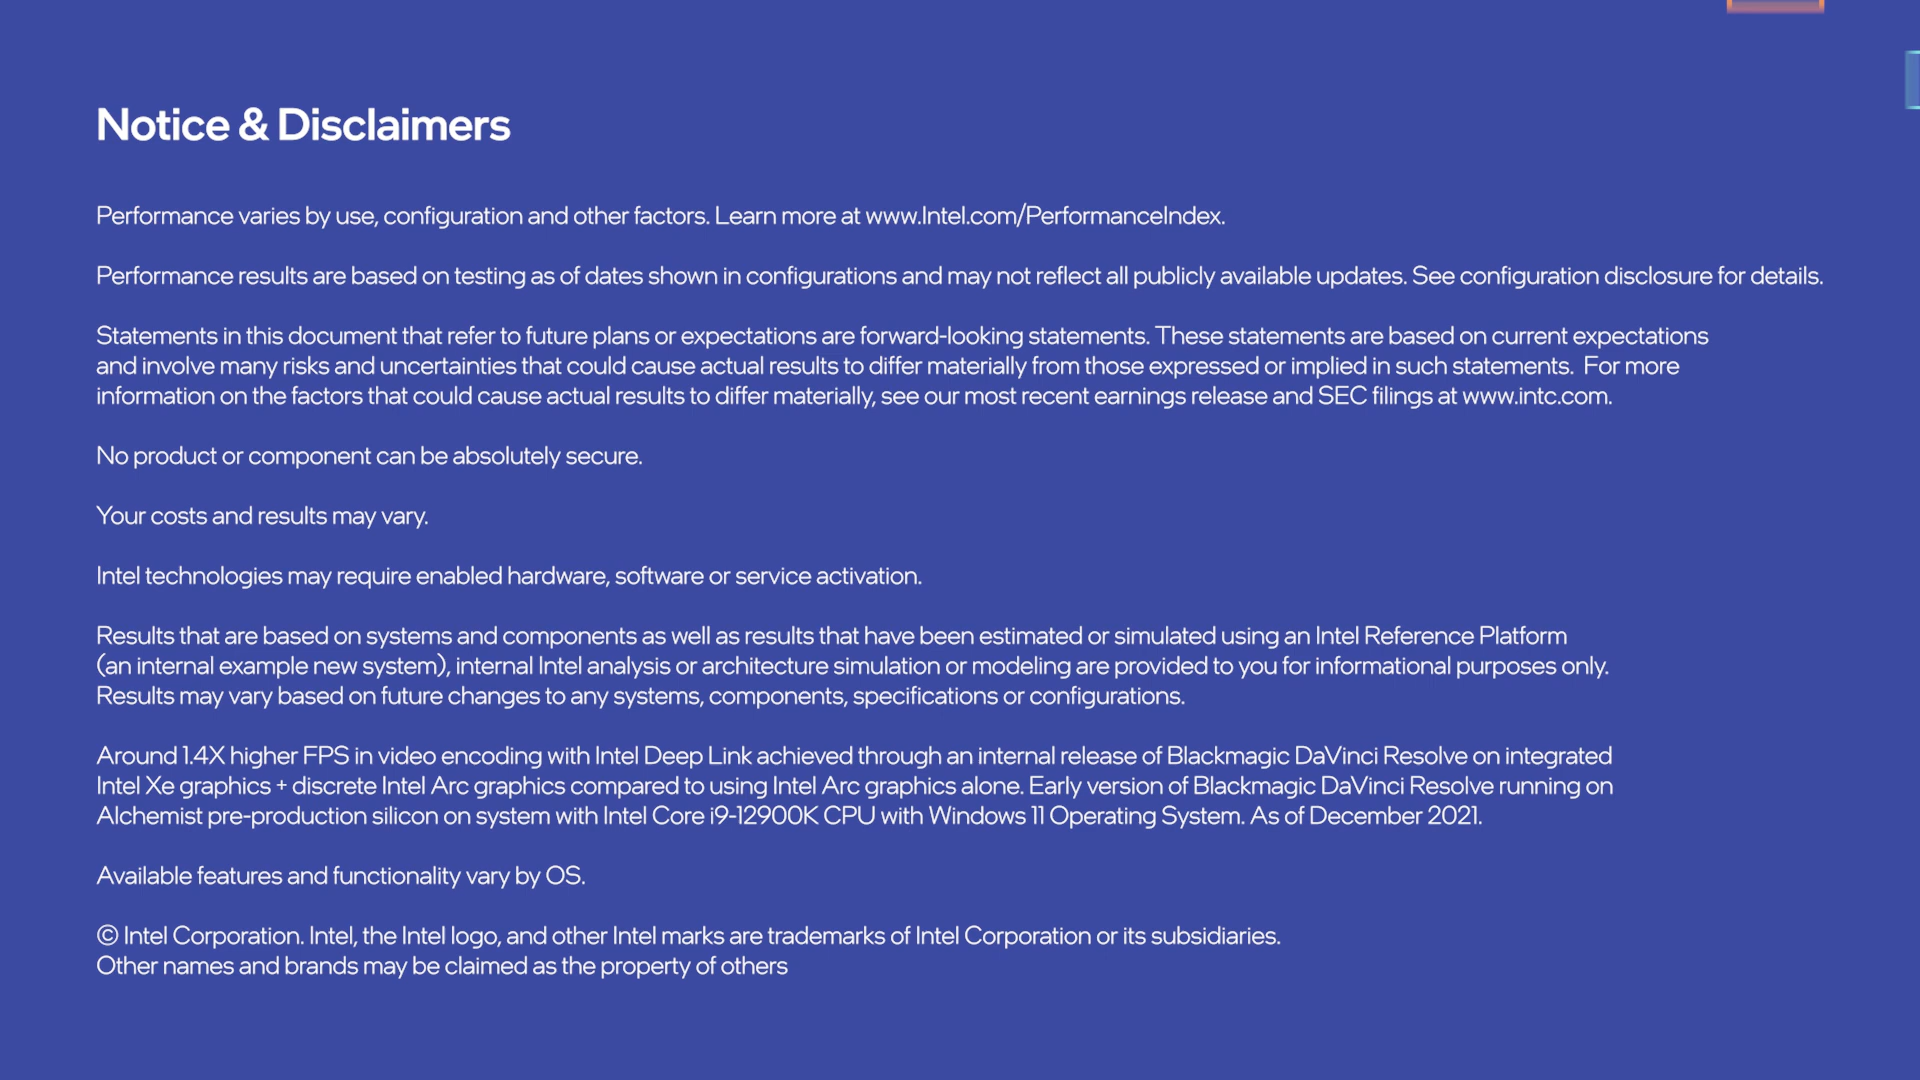 Notice & Disclaimers
Performance varies by use, configuration and other factors. Learn more at www.Intel.com/PerformanceIndex.
Performance results are based on testing as of dates shown in configurations and may not reflect all publicly available updates. See configuration disclosure for details.
Statements in this document that refer to future plans or expectations are forward-looking statements. These statements are based on current expectations
and involve many risks and uncertainties that could cause actual results to differ materially from those expressed or implied in such statements.  For more
information on the factors that could cause actual results to differ materially, see our most recent earnings release and SEC filings at www.intc.com.
No product or component can be absolutely secure.
Your costs and results may vary.
Intel technologies may require enabled hardware, software or service activation.
Results that are based on systems and components as well as results that have been estimated or simulated using an Intel Reference Platform
(an internal example new system), internal Intel analysis or architecture simulation or modeling are provided to you for informational purposes only.
Results may vary based on future changes to any systems, components, specifications or configurations.
Around 1.4X higher FPS in video encoding with Intel Deep Link achieved through an internal release of Blackmagic DaVinci Resolve on integrated
Intel Xe graphics + discrete Intel Arc graphics compared to using Intel Arc graphics alone. Early version of Blackmagic DaVinci Resolve running on
Alchemist pre-production silicon on system with Intel Core i9-12900K CPU with Windows 11 Operating System. As of December 2021.
Available features and functionality vary by OS.
© Intel Corporation. Intel, the Intel logo, and other Intel marks are trademarks of Intel Corporation or its subsidiaries.
Other names and brands may be claimed as the property of others